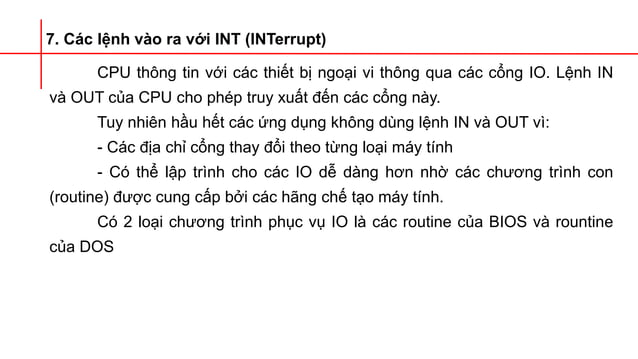 7. Các lệnh vào ra với INT (INTerrupt)
CPU thông tin với các thiết bị ngoại vi thông qua các cổng IO. Lệnh IN
và OUT của CPU cho phép truy xuất đến các cổng này.
Tuy nhiên hầu hết các ứng dụng không dùng lệnh IN và OUT vì:
- Các địa chỉ cổng thay đổi theo từng loại máy tính
- Có thể lập trình cho các IO dễ dàng hơn nhờ các chương trình con
(routine) được cung cấp bởi các hãng chế tạo máy tính.
Có 2 loại chương trình phục vụ IO là các routine của BIOS và rountine
của DOS